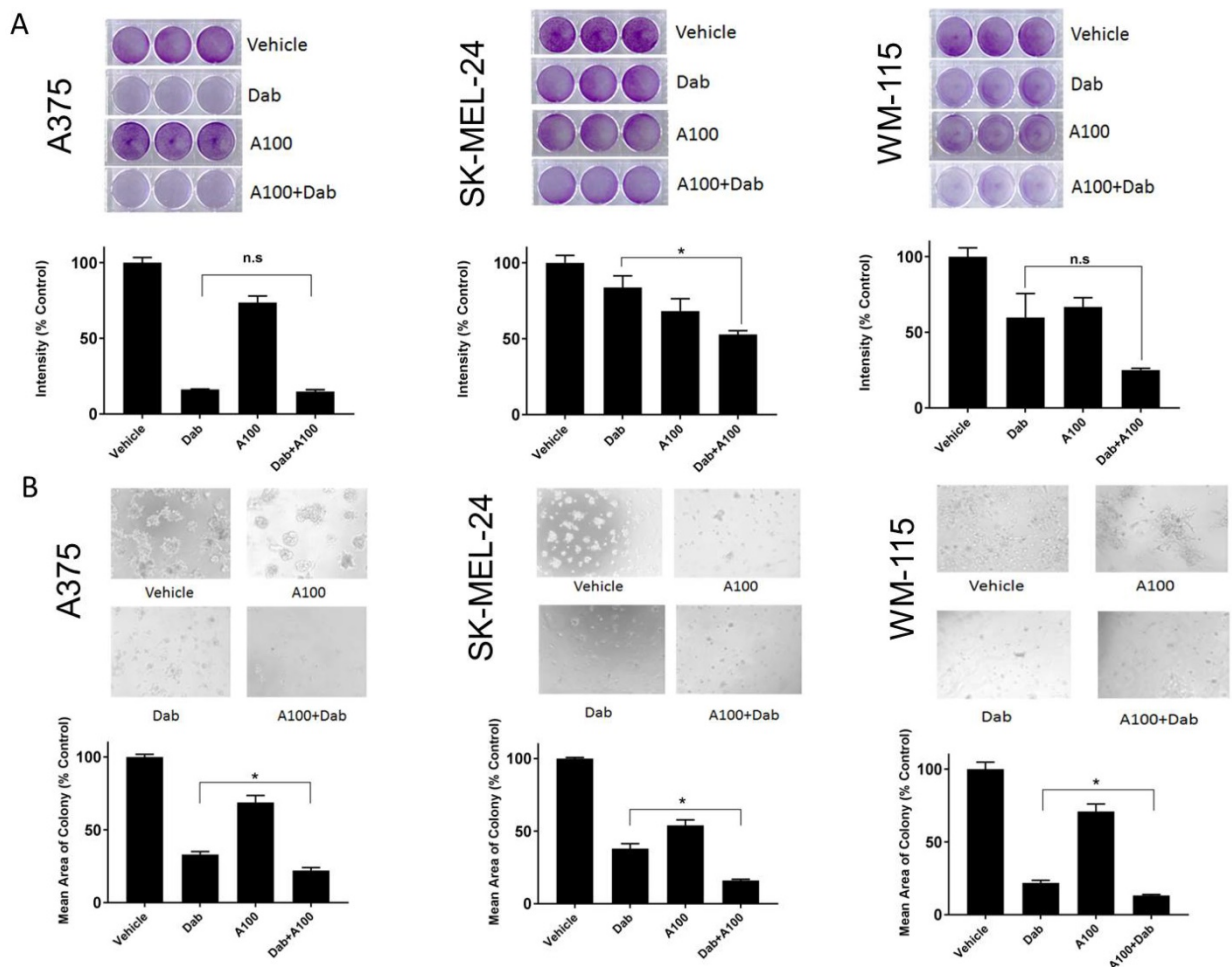 A
A375
Vehicle
Dab
A100
A100+Dab
Intensity (% Control)
100
50
0
n.s
Vehicle
Dab
A100
Dab+A100
SK-MEL-24
Vehicle
Dab
A100
A100+Dab
Intensity (% Control)
100
50
0
*
Vehicle
Dab
A100
Dab+A100
WM-115
Vehicle
Dab
A100
A100+Dab
Intensity (% Control)
100
50
0
n.s
Vehicle
Dab
A100
Dab+A100
B
A375
Vehicle
A100
Dab
A100+Dab
Mean Area of Colony (% Control)
100
50
0
*
Vehicle
Dab
A100
Dab+A100
SK-MEL-24
Vehicle
A100
Dab
A100+Dab
Mean Area of Colony (% Control)
100
50
0
*
Vehicle
Dab
A100
Dab+A100
WM-115
Vehicle
A100
Dab
A100+Dab
Mean Area of Colony (% Control)
100
50
0
*
Vehicle
Dab
A100
A100+Dab